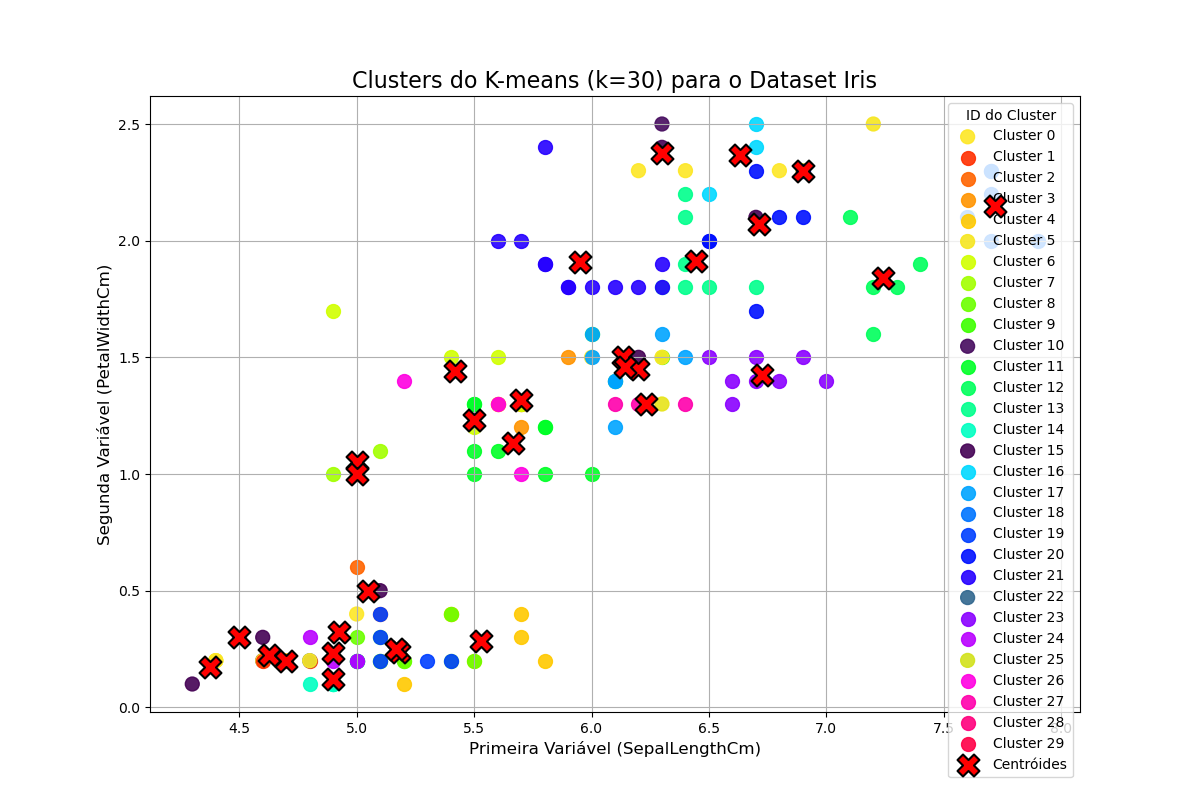 Clusters do K-means (k=30) para o Dataset Iris
Segunda Variável (PetalWidthCm)
2.5
2.0
1.5
1.0
0.5
0.0
4.5
5.0
5.5
6.0
6.5
7.0
7.5
8.0
Primeira Variável (SepalLengthCm)
ID do Cluster
Cluster 0
Cluster 1
Cluster 2
Cluster 3
Cluster 4
Cluster 5
Cluster 6
Cluster 7
Cluster 8
Cluster 9
Cluster 10
Cluster 11
Cluster 12
Cluster 13
Cluster 14
Cluster 15
Cluster 16
Cluster 17
Cluster 18
Cluster 19
Cluster 20
Cluster 21
Cluster 22
Cluster 23
Cluster 24
Cluster 25
Cluster 26
Cluster 27
Cluster 28
Cluster 29
Centróides